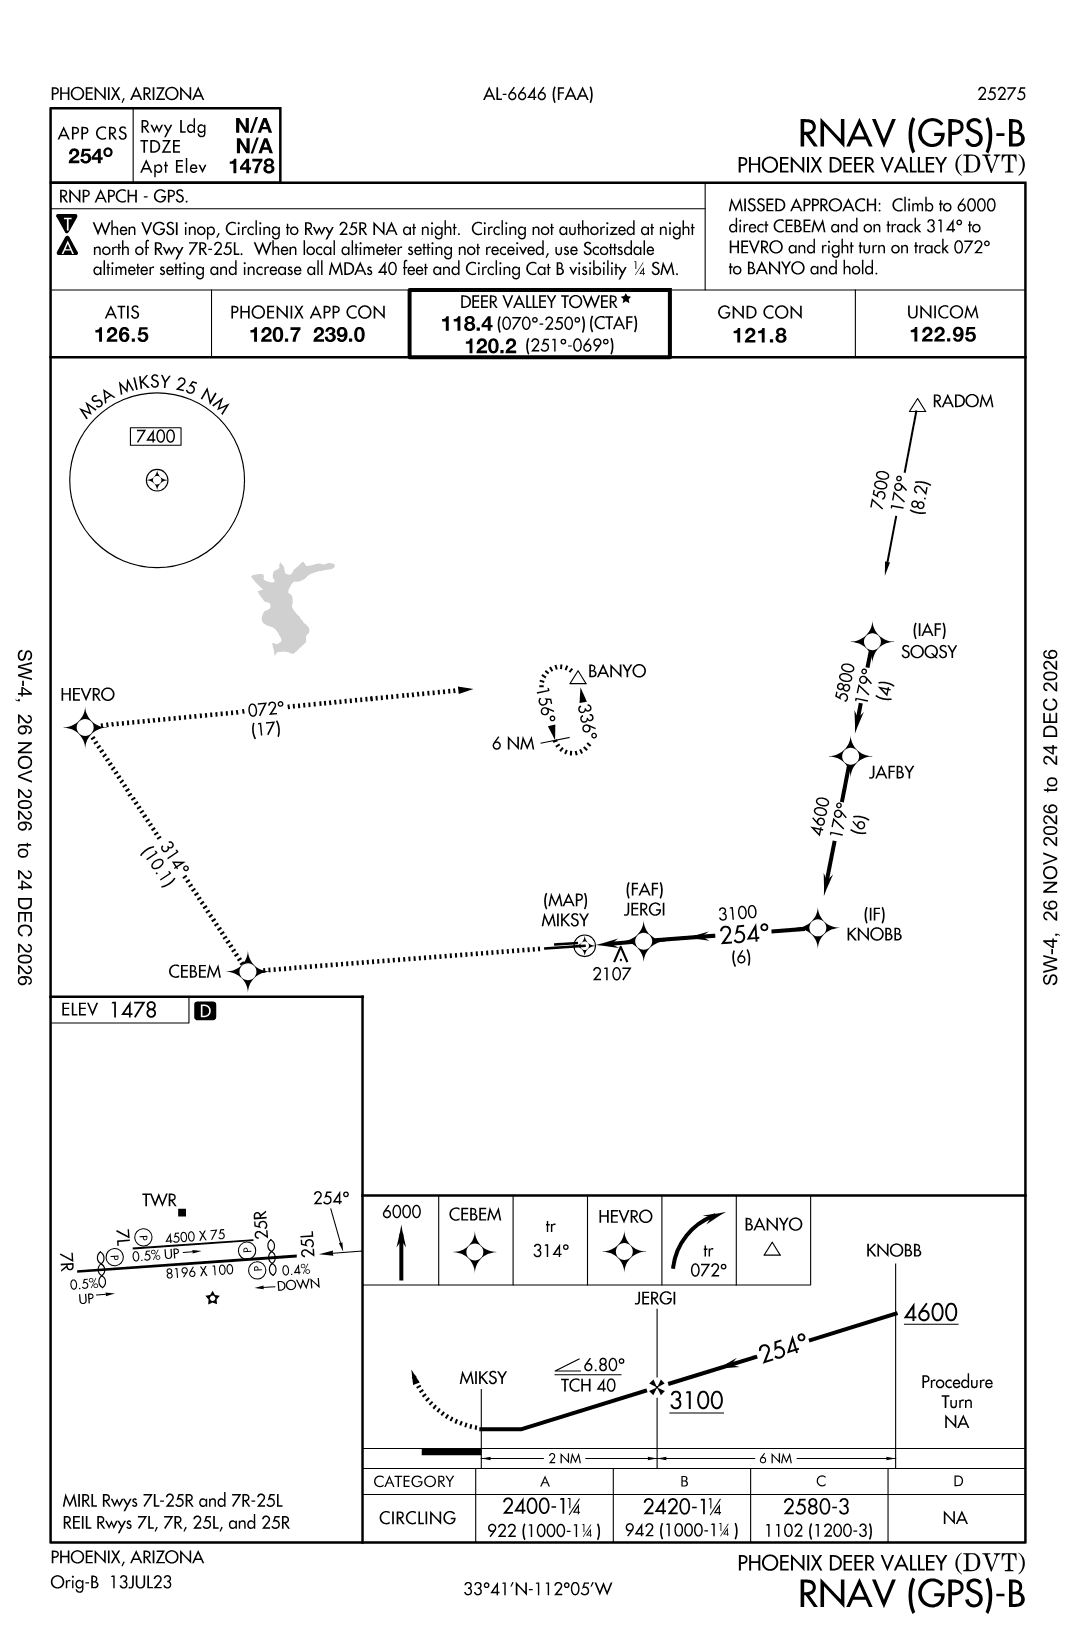 PHOENIX, ARIZONA
AL-6646 (FAA)
25275
APP CRS
254°
Rwy Ldg N/A
TDZE N/A
Apt Elev 1478
RNAV (GPS)-B
PHOENIX DEER VALLEY (DVT)
RNP APCH - GPS.
T
A
When VGSI inop, Circling to Rwy 25R NA at night. Circling not authorized at night
north of Rwy 7R-25L. When local altimeter setting not received, use Scottsdale
altimeter setting and increase all MDAs 40 feet and Circling Cat B visibility ¼ SM.
MISSED APPROACH: Climb to 6000
direct CEBEM and on track 314° to
HEVRO and right turn on track 072°
to BANYO and hold.
ATIS
126.5
PHOENIX APP CON
120.7 239.0
DEER VALLEY TOWER★
118.4 (070°-250°) (CTAF)
120.2 (251°-069°)
GND CON
121.8
UNICOM
122.95
MSA MIKSY 25 NM
7400
RADOM
7500
179°
(8.2)
(IAF)
SOQSY
5800
179°
(4)
JAFBY
4600
179°
(6)
(IF)
KNOBB
3100
254°
(6)
(FAF)
JERGI
(MAP)
MIKSY
2107
CEBEM
314°
(10.1)
HEVRO
072°
(17)
BANYO
156°
336°
6 NM
SW-4, 26 NOV 2026 to 24 DEC 2026
SW-4, 26 NOV 2026 to 24 DEC 2026
ELEV 1478
D
TWR
254°
7L
P
4500 X 75
25R
25L
7R
P
0.5% UP
P
8196 X 100
P
0.4%
DOWN
0.5%
UP
MIRL Rwys 7L-25R and 7R-25L
REIL Rwys 7L, 7R, 25L, and 25R
6000
CEBEM
tr
314°
HEVRO
tr
072°
BANYO
KNOBB
JERGI
4600
254°
6.80°
TCH 40
3100
MIKSY
Procedure
Turn
NA
2 NM
6 NM
CATEGORY A B C D
CIRCLING
2400-1¼
922 (1000-1¼)
2420-1¼
942 (1000-1¼)
2580-3
1102 (1200-3)
NA
PHOENIX, ARIZONA
Orig-B 13JUL23
33°41'N-112°05'W
PHOENIX DEER VALLEY (DVT)
RNAV (GPS)-B